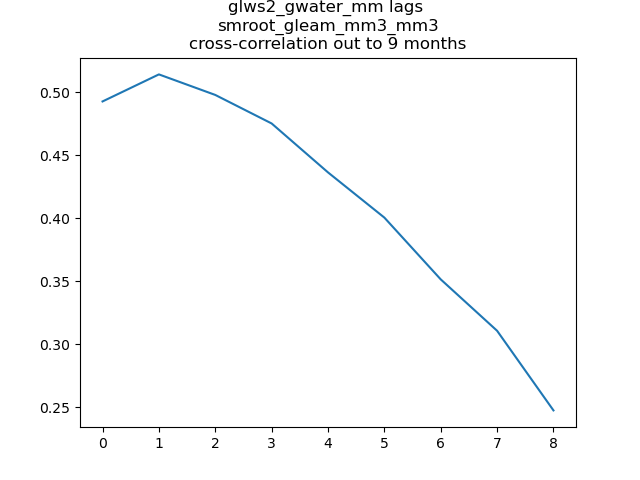 glws2_gwater_mm lags
smroot_gleam_mm3_mm3
cross-correlation out to 9 months
0.50
0.45
0.40
0.35
0.30
0.25
0 1 2 3 4 5 6 7 8